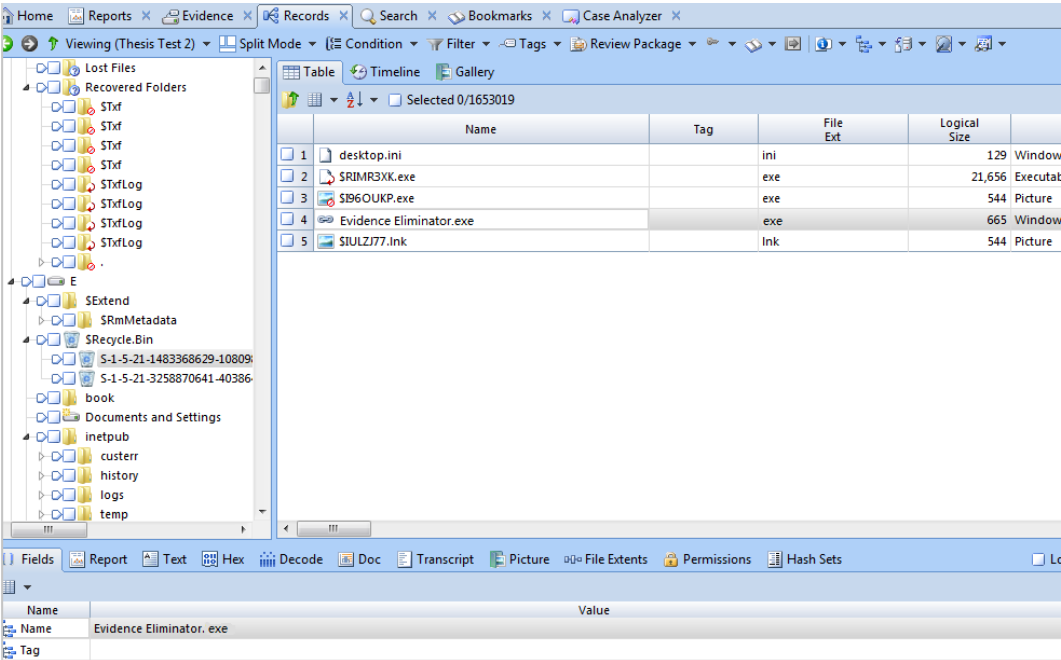 Home Reports Evidence Records Search Bookmarks Case Analyzer
Viewing (Thesis Test 2) Split Mode Condition Filter Tags Review Package
Lost Files
Recovered Folders
$Txf
$Txf
$Txf
$Txf
$TxfLog
$TxfLog
$TxfLog
$TxfLog
.
E
$Extend
$RmMetadata
$Recycle.Bin
S-1-5-21-1483368629-10809
S-1-5-21-3258870641-40386
book
Documents and Settings
inetpub
custerr
history
logs
temp
Table Timeline Gallery
Selected 0/1653019
Name Tag File Ext Logical Size
1 desktop.ini ini 129 Window
2 $RIMR3XK.exe exe 21,656 Executab
3 $I96OUKP.exe exe 544 Picture
4 Evidence Eliminator.exe exe 665 Window
5 $IULZJ77.lnk lnk 544 Picture
Fields Report Text Hex Decode Doc Transcript Picture File Extents Permissions Hash Sets Lo
Name Value
Name Evidence Eliminator. exe
Tag